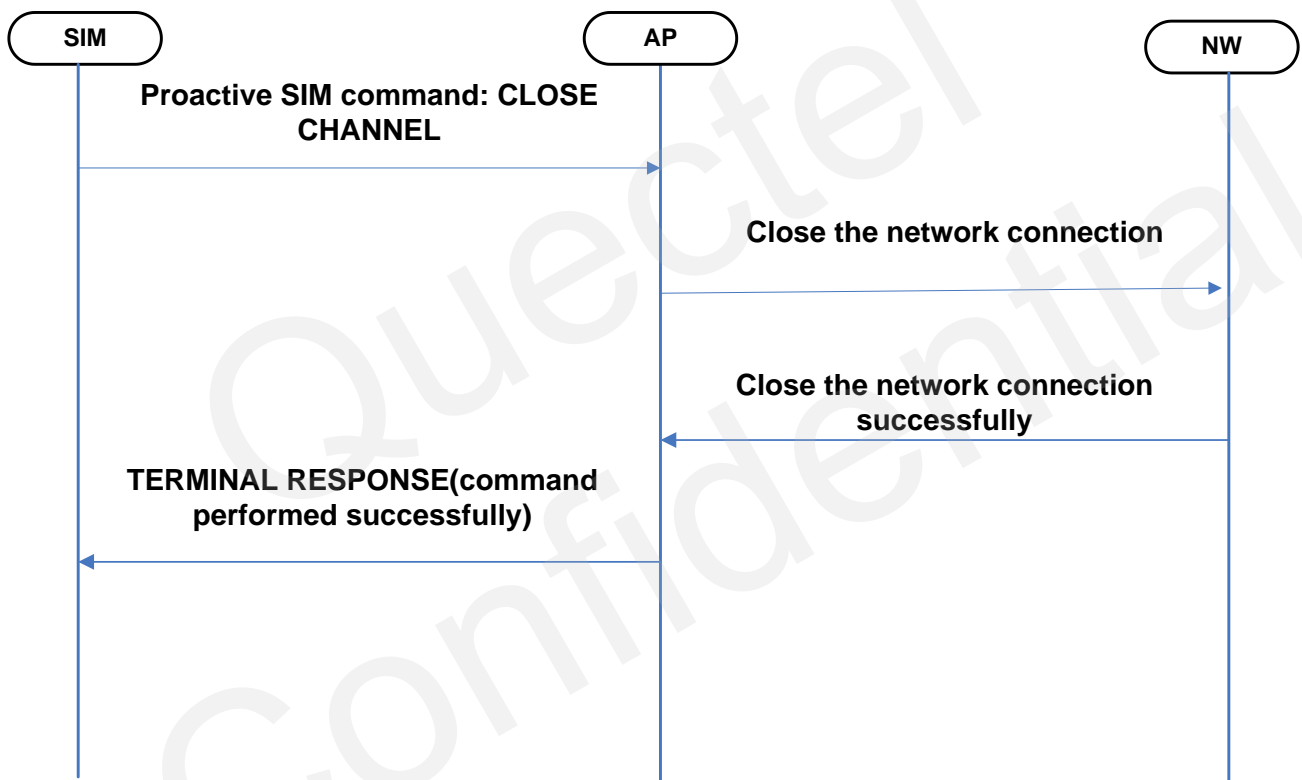 SIM
AP
NW
Proactive SIM command: CLOSE
CHANNEL
Close the network connection
Close the network connection
successfully
TERMINAL RESPONSE(command
performed successfully)
Quectel
Confidential